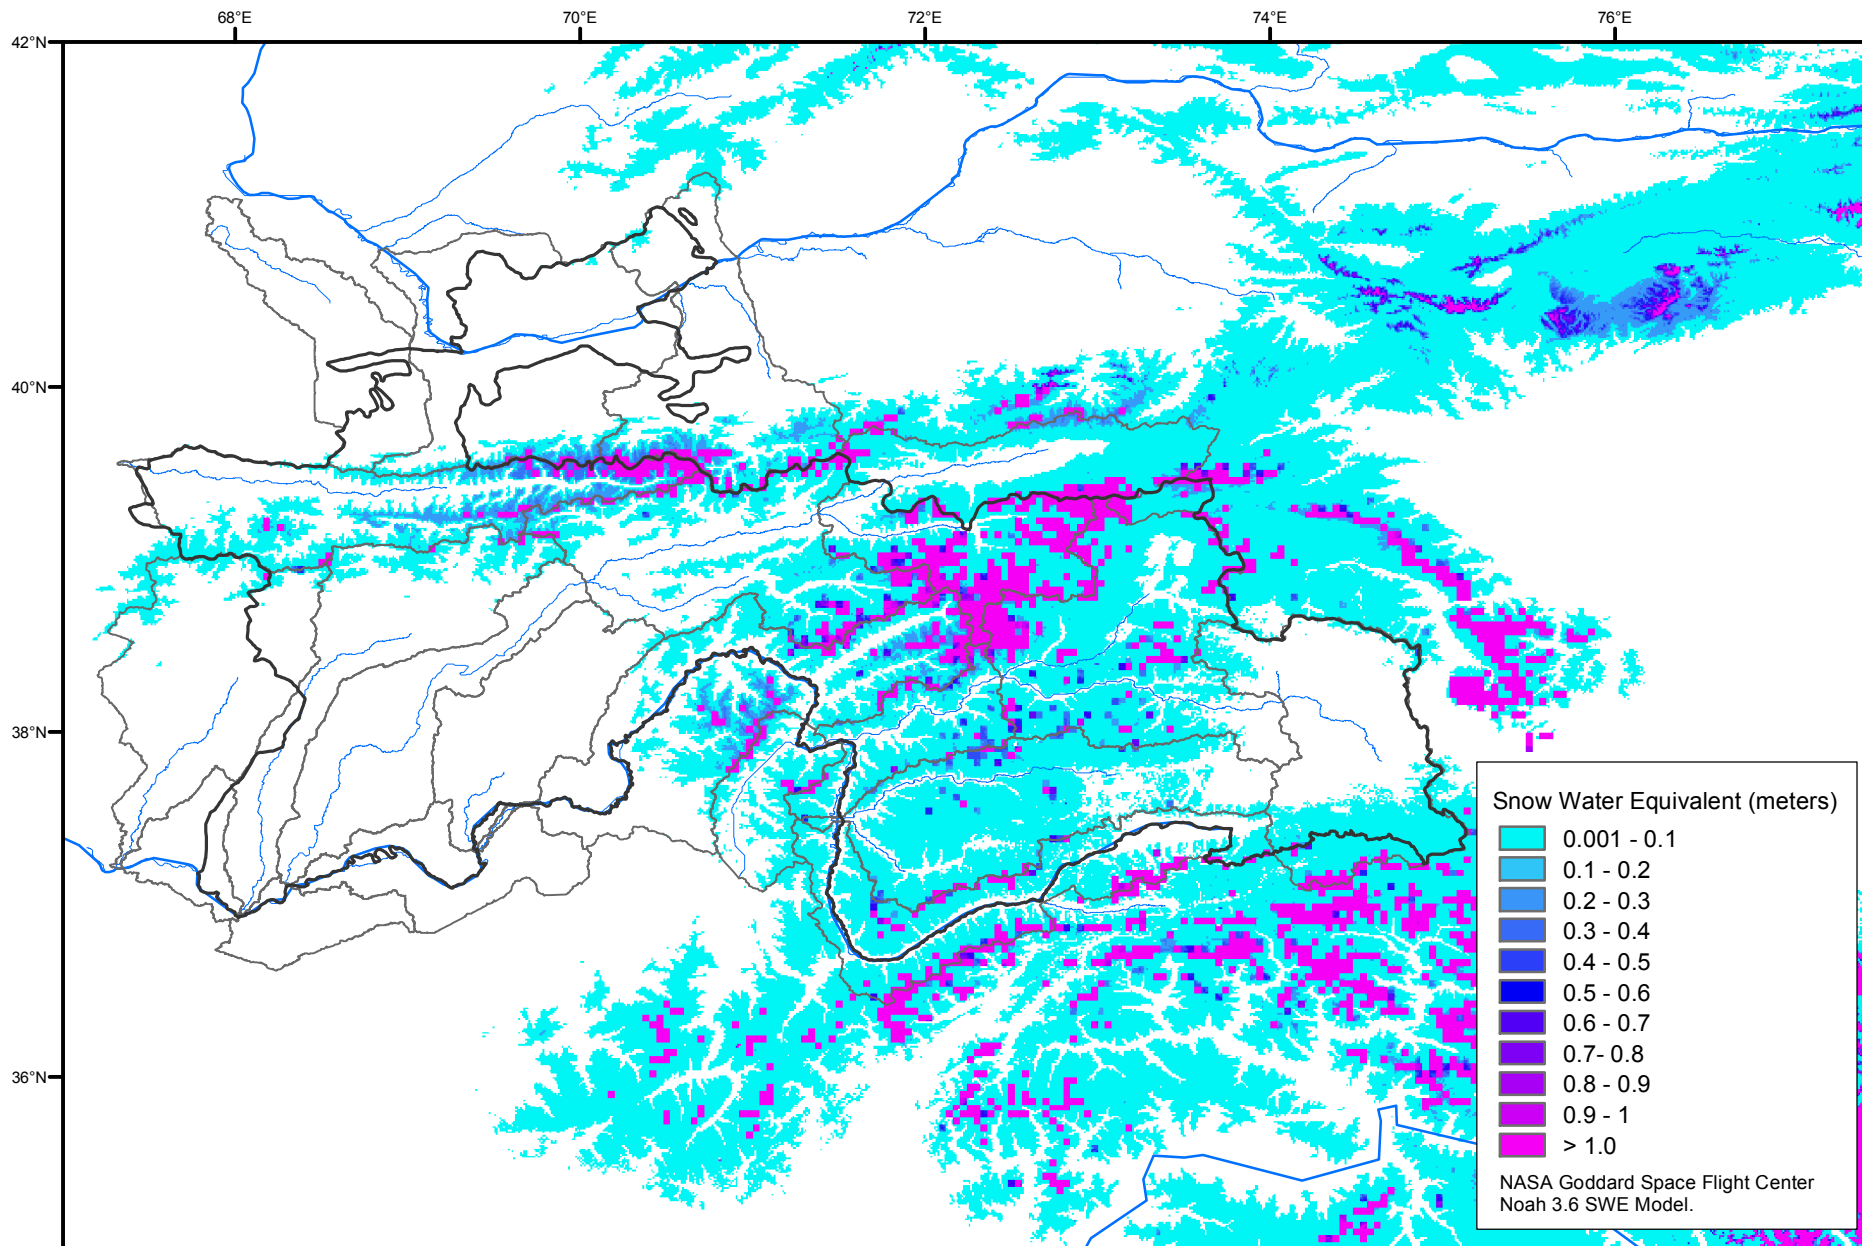 68°E
70°E
72°E
74°E
76°E
42°N
40°N
38°N
36°N
Snow Water Equivalent (meters)
0.001 - 0.1
0.1 - 0.2
0.2 - 0.3
0.3 - 0.4
0.4 - 0.5
0.5 - 0.6
0.6 - 0.7
0.7- 0.8
0.8 - 0.9
0.9 - 1
> 1.0
NASA Goddard Space Flight Center
Noah 3.6 SWE Model.